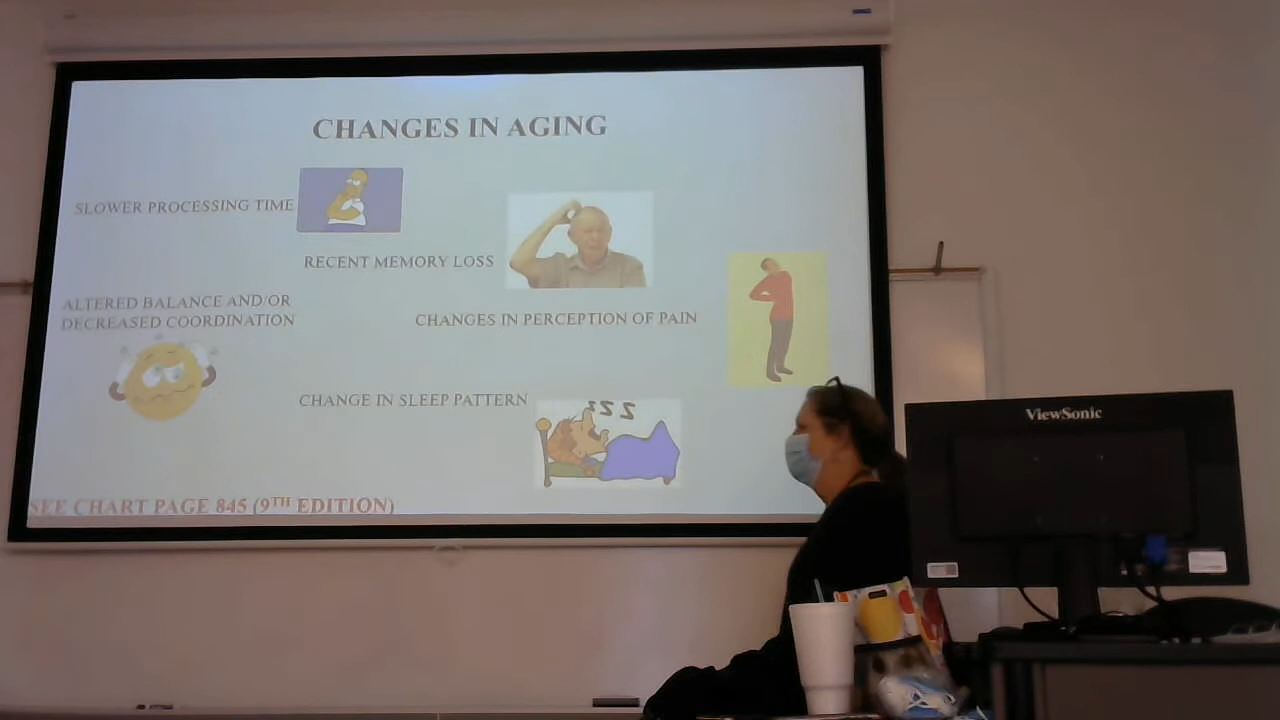 CHANGES IN AGING
SLOWER PROCESSING TIME
RECENT MEMORY LOSS
ALTERED BALANCE AND/OR
DECREASED COORDINATION
CHANGES IN PERCEPTION OF PAIN
CHANGE IN SLEEP PATTERN
zzz
SEE CHART PAGE 845 (9TH EDITION)
ViewSonic